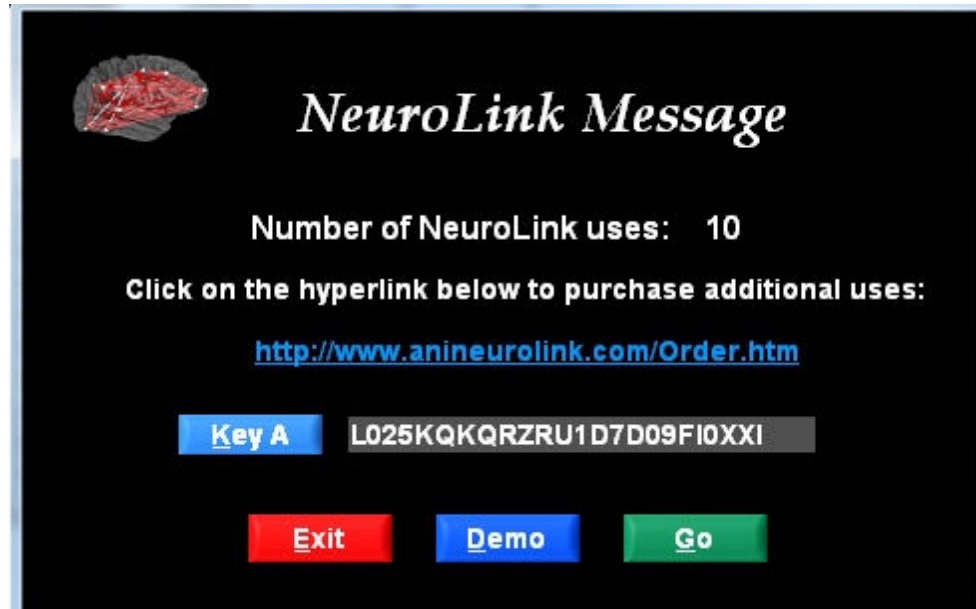 NeuroLink Message
Number of NeuroLink uses: 10
Click on the hyperlink below to purchase additional uses:
http://www.anineurolink.com/Order.htm
Key A L025KQKQRZRU1D7D09FI0XXI
Exit Demo Go